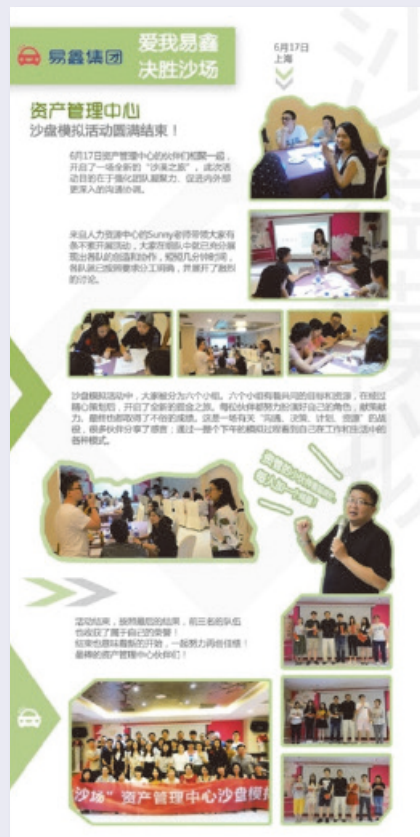 易鑫集团
爱我易鑫
决胜沙场
6月17日
上海
资产管理中心
沙盘模拟活动圆满结束！
6月17日资产管理中心的伙伴们相聚一起，
开启了一场全新的“沙漠之旅”。此次活
动目的在于强化团队凝聚力、促进内外部
更深入的沟通协调。
来自人力资源中心的Sunny老师带领大家有
条不紊开展活动，大家在组队中就已充分展
现出各队的创造和协作，短短几分钟时间，
各队就已按照要求分工明确，并展开了激烈
的讨论。
沙盘模拟活动中，大家被分为六个小组。六个小组有着共同的目标和资源，在经过
精心策划后，开启了全新的掘金之旅。每位伙伴都努力扮演好自己的角色，献策献
力，最终也都取得了不俗的成绩。这是一场有关“沟通、决策、计划、资源”的战
役，很多伙伴分享了感言；通过一整个下午的模拟过程看到自己在工作和生活中的
各种模式。
每人加一个鸡腿！
活动结束，按照最后的结果，前三名的队伍
也收获了属于自己的荣誉！
结束也意味着新的开始，一起努力再创佳绩！
最棒的资产管理中心伙伴们！
沙场”资产管理中心沙盘模拟